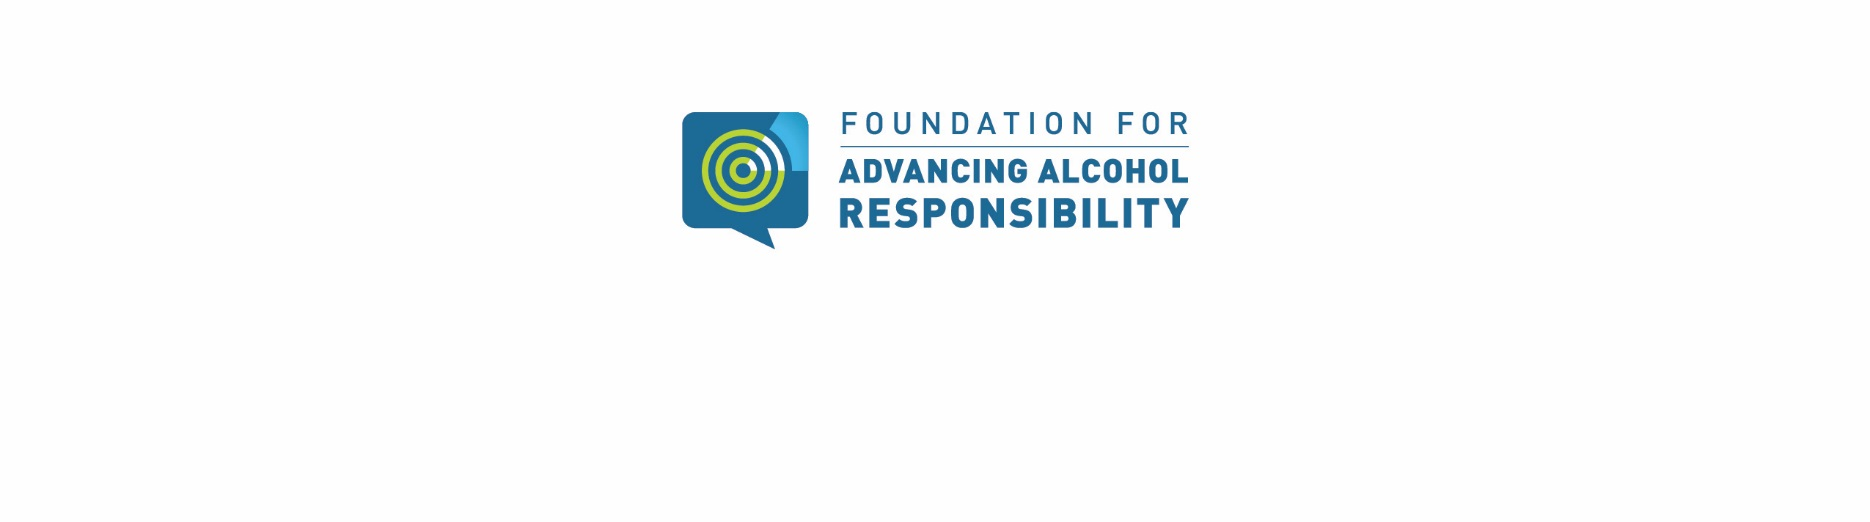 FOUNDATION FOR
ADVANCING ALCOHOL
RESPONSIBILITY